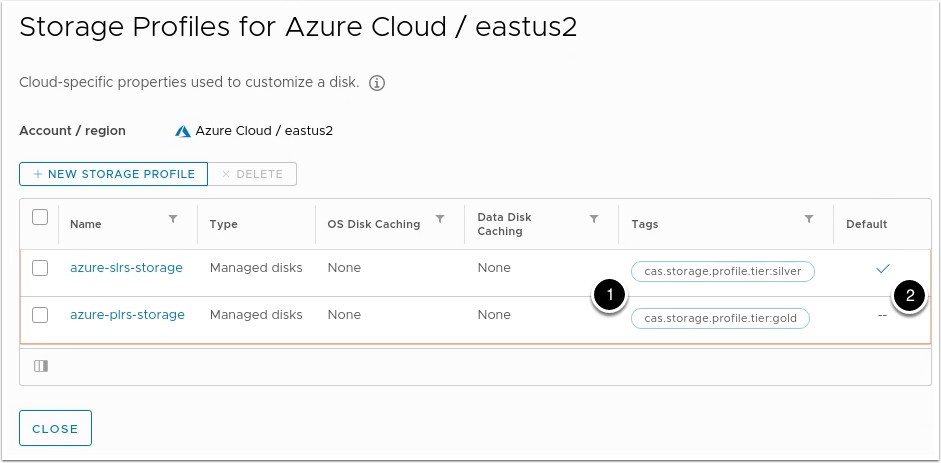 Storage Profiles for Azure Cloud / eastus2
Cloud-specific properties used to customize a disk.
Account / region Azure Cloud / eastus2
+ NEW STORAGE PROFILE × DELETE
Name Type OS Disk Caching Data Disk Caching Tags Default
azure-slrs-storage Managed disks None None cas.storage.profile.tier:silver
1 2
azure-plrs-storage Managed disks None None cas.storage.profile.tier:gold --
CLOSE